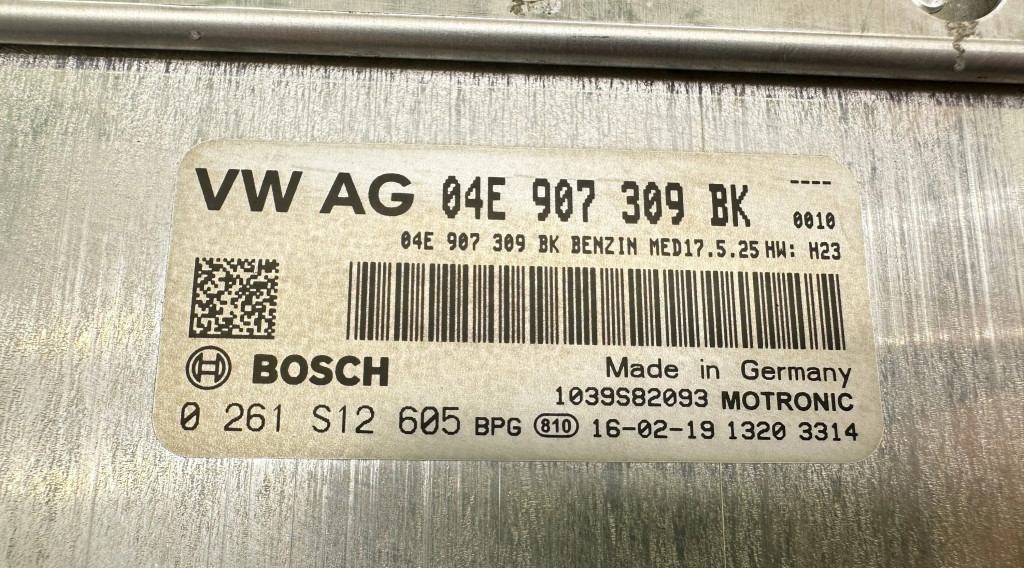 VW AG 04E 907 309 BK ----
0010
04E 907 309 BK BENZIN MED17.5.25 HW: H23
BOSCH
Made in Germany
1039S82093 MOTRONIC
0 261 S12 605 BPG 810 16-02-19 1320 3314